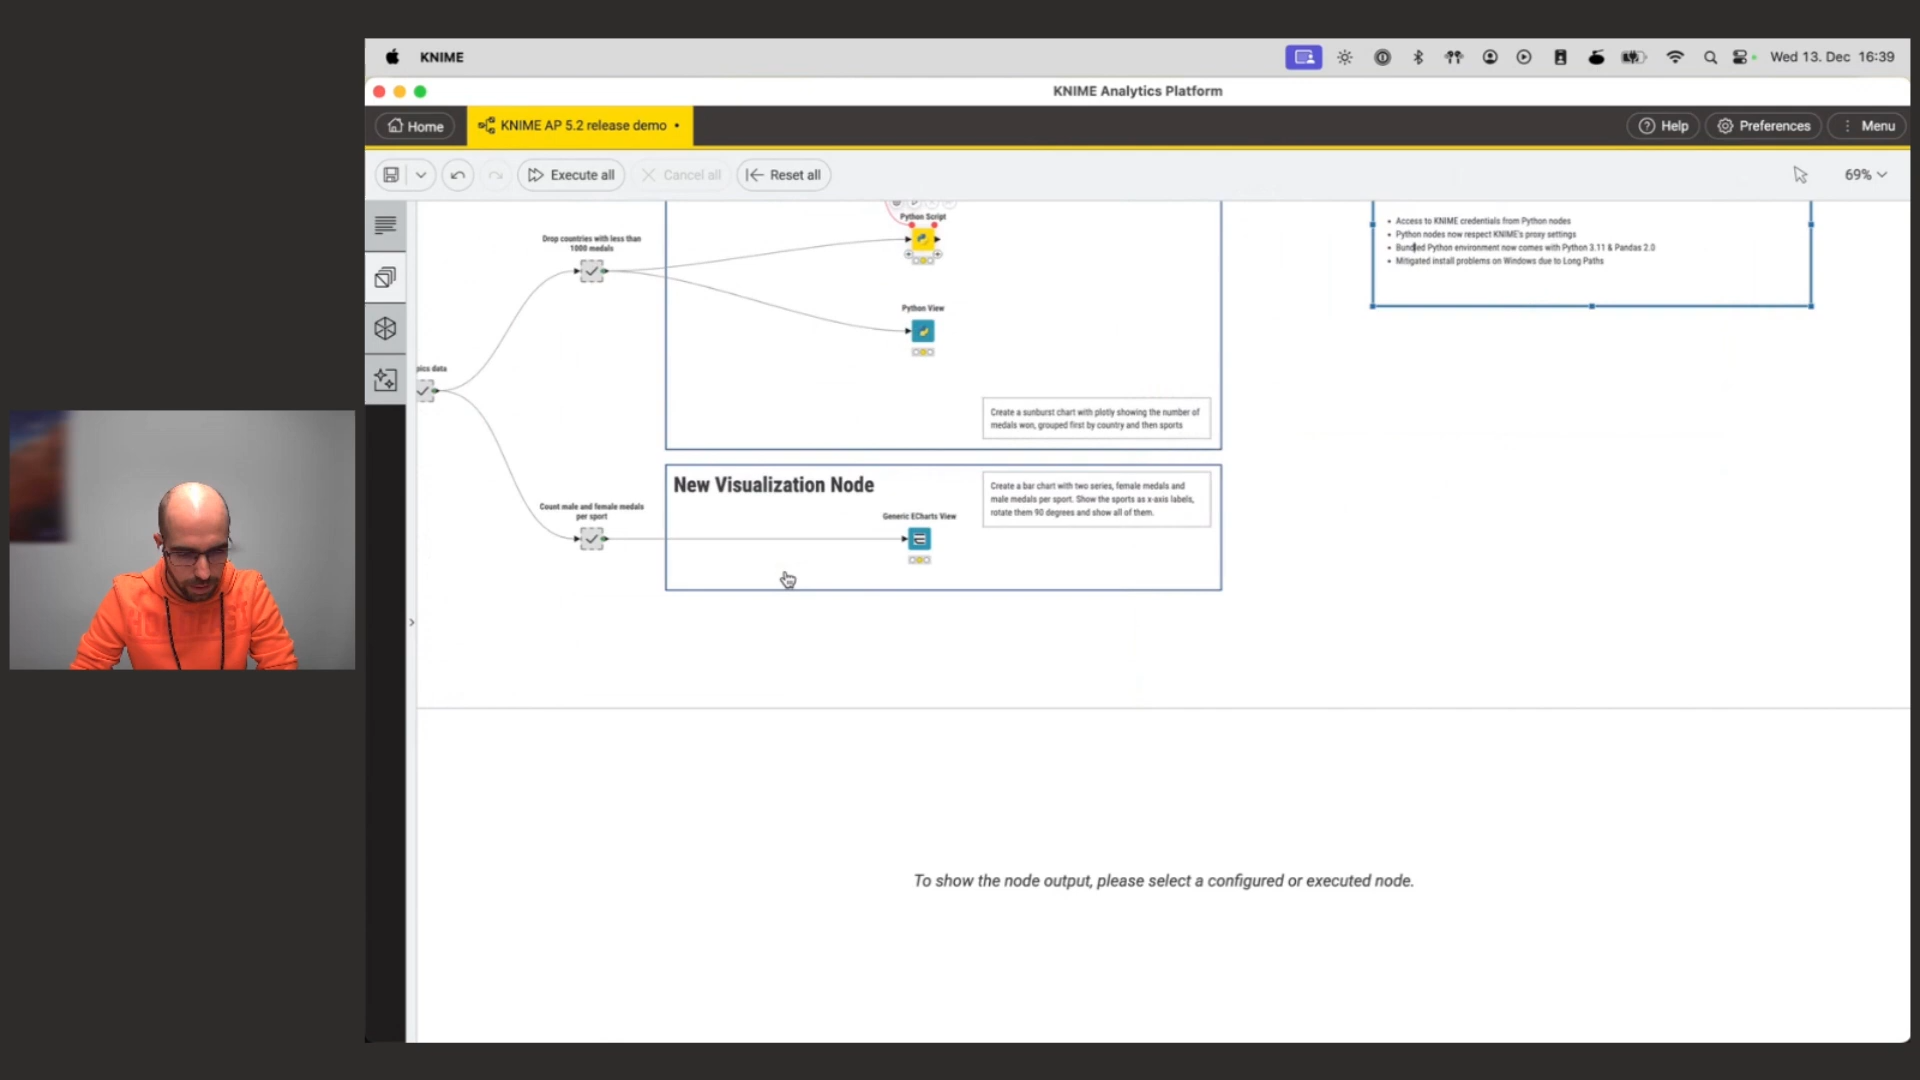 KNIME
Wed 13. Dec 16:39
KNIME Analytics Platform
Home
KNIME AP 5.2 release demo
Help
Preferences
Menu
Execute all
Cancel all
Reset all
69%
Python Script
Drop countries with less than
1000 medals
Python View
pics data
Create a sunburst chart with plotly showing the number of
medals won, grouped first by country and then sports
Access to KNIME credentials from Python nodes
Python nodes now respect KNIME's proxy settings
Bundled Python environment now comes with Python 3.11 & Pandas 2.0
Mitigated install problems on Windows due to Long Paths
New Visualization Node
Create a bar chart with two series, female medals and
male medals per sport. Show the sports as x-axis labels,
rotate them 90 degrees and show all of them.
Count male and female medals
per sport
Generic ECharts View
To show the node output, please select a configured or executed node.